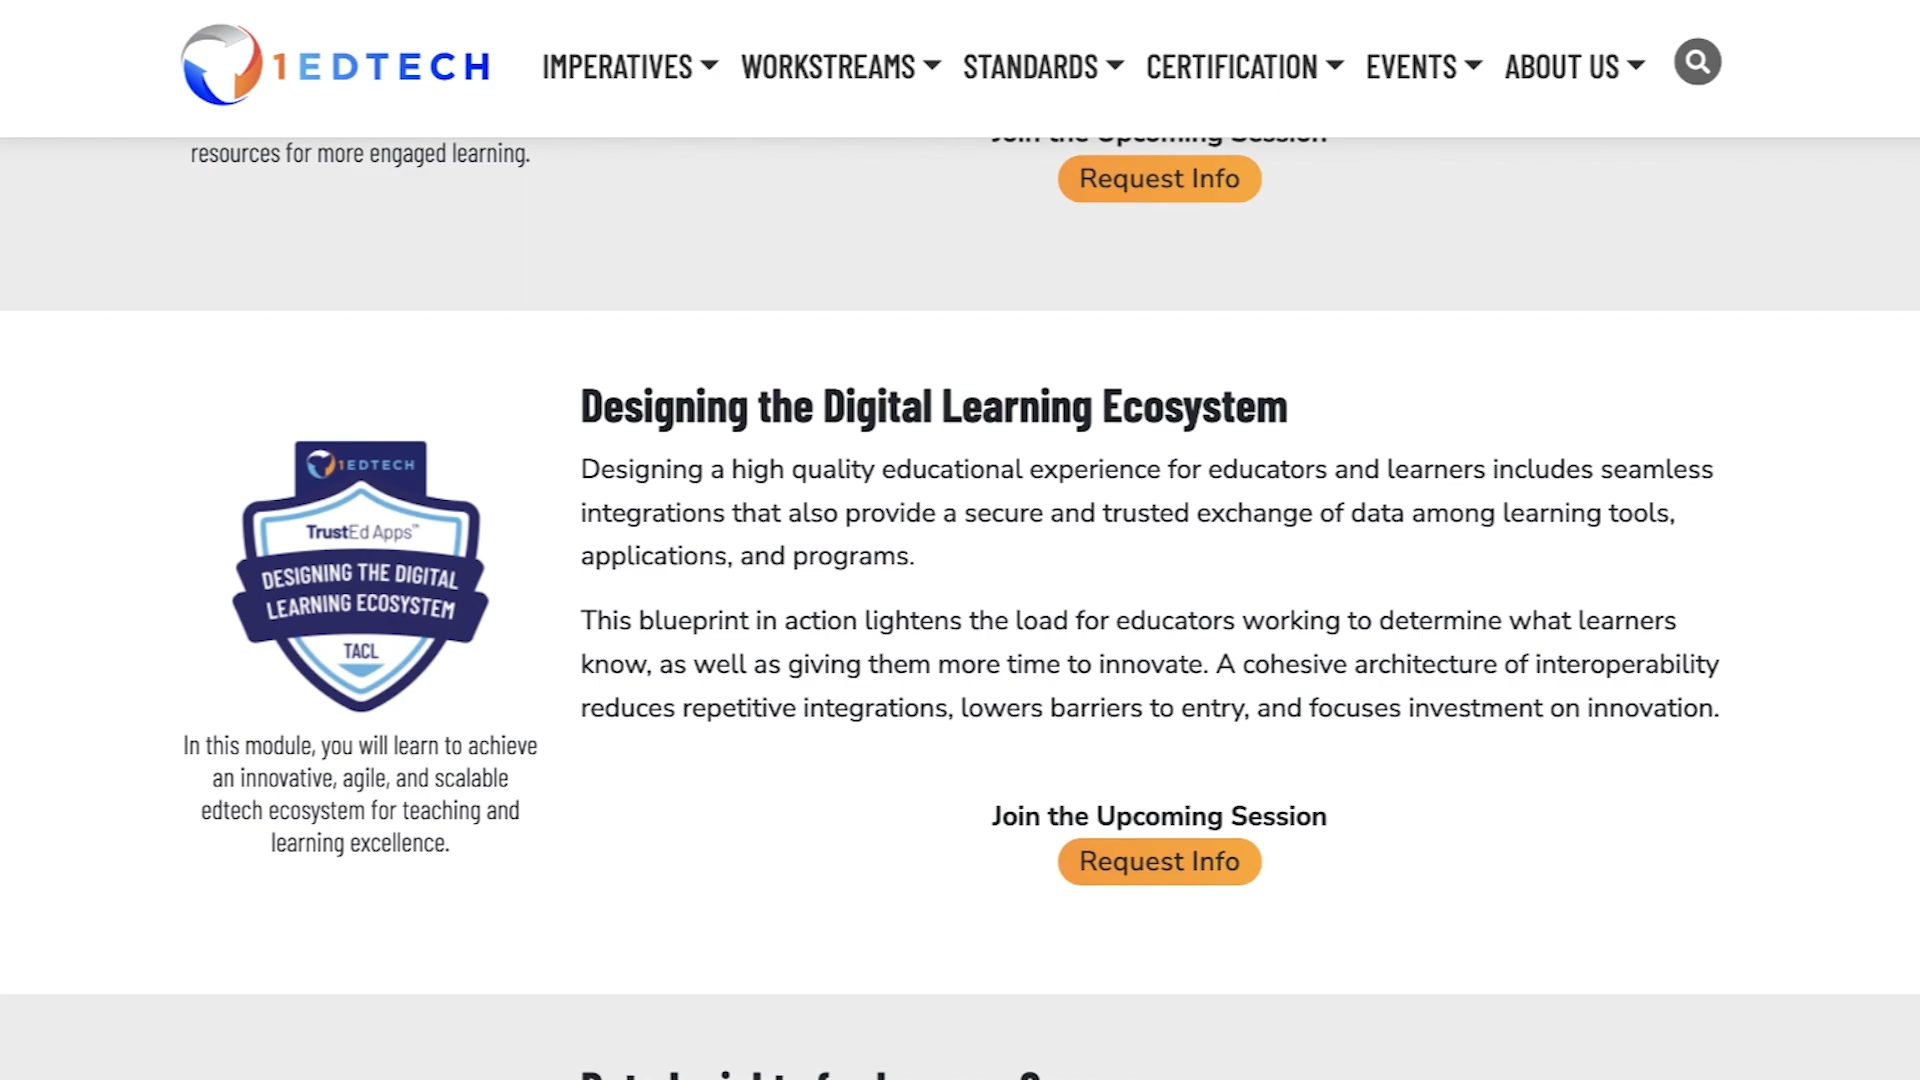 1EDTECH
IMPERATIVES
WORKSTREAMS
STANDARDS
CERTIFICATION
EVENTS
ABOUT US
resources for more engaged learning.
Join the Upcoming Session
Request Info
1EDTECH
TrustEd Apps™
DESIGNING THE DIGITAL
LEARNING ECOSYSTEM
TACL
In this module, you will learn to achieve
an innovative, agile, and scalable
edtech ecosystem for teaching and
learning excellence.
Designing the Digital Learning Ecosystem
Designing a high quality educational experience for educators and learners includes seamless
integrations that also provide a secure and trusted exchange of data among learning tools,
applications, and programs.
This blueprint in action lightens the load for educators working to determine what learners
know, as well as giving them more time to innovate. A cohesive architecture of interoperability
reduces repetitive integrations, lowers barriers to entry, and focuses investment on innovation.
Join the Upcoming Session
Request Info